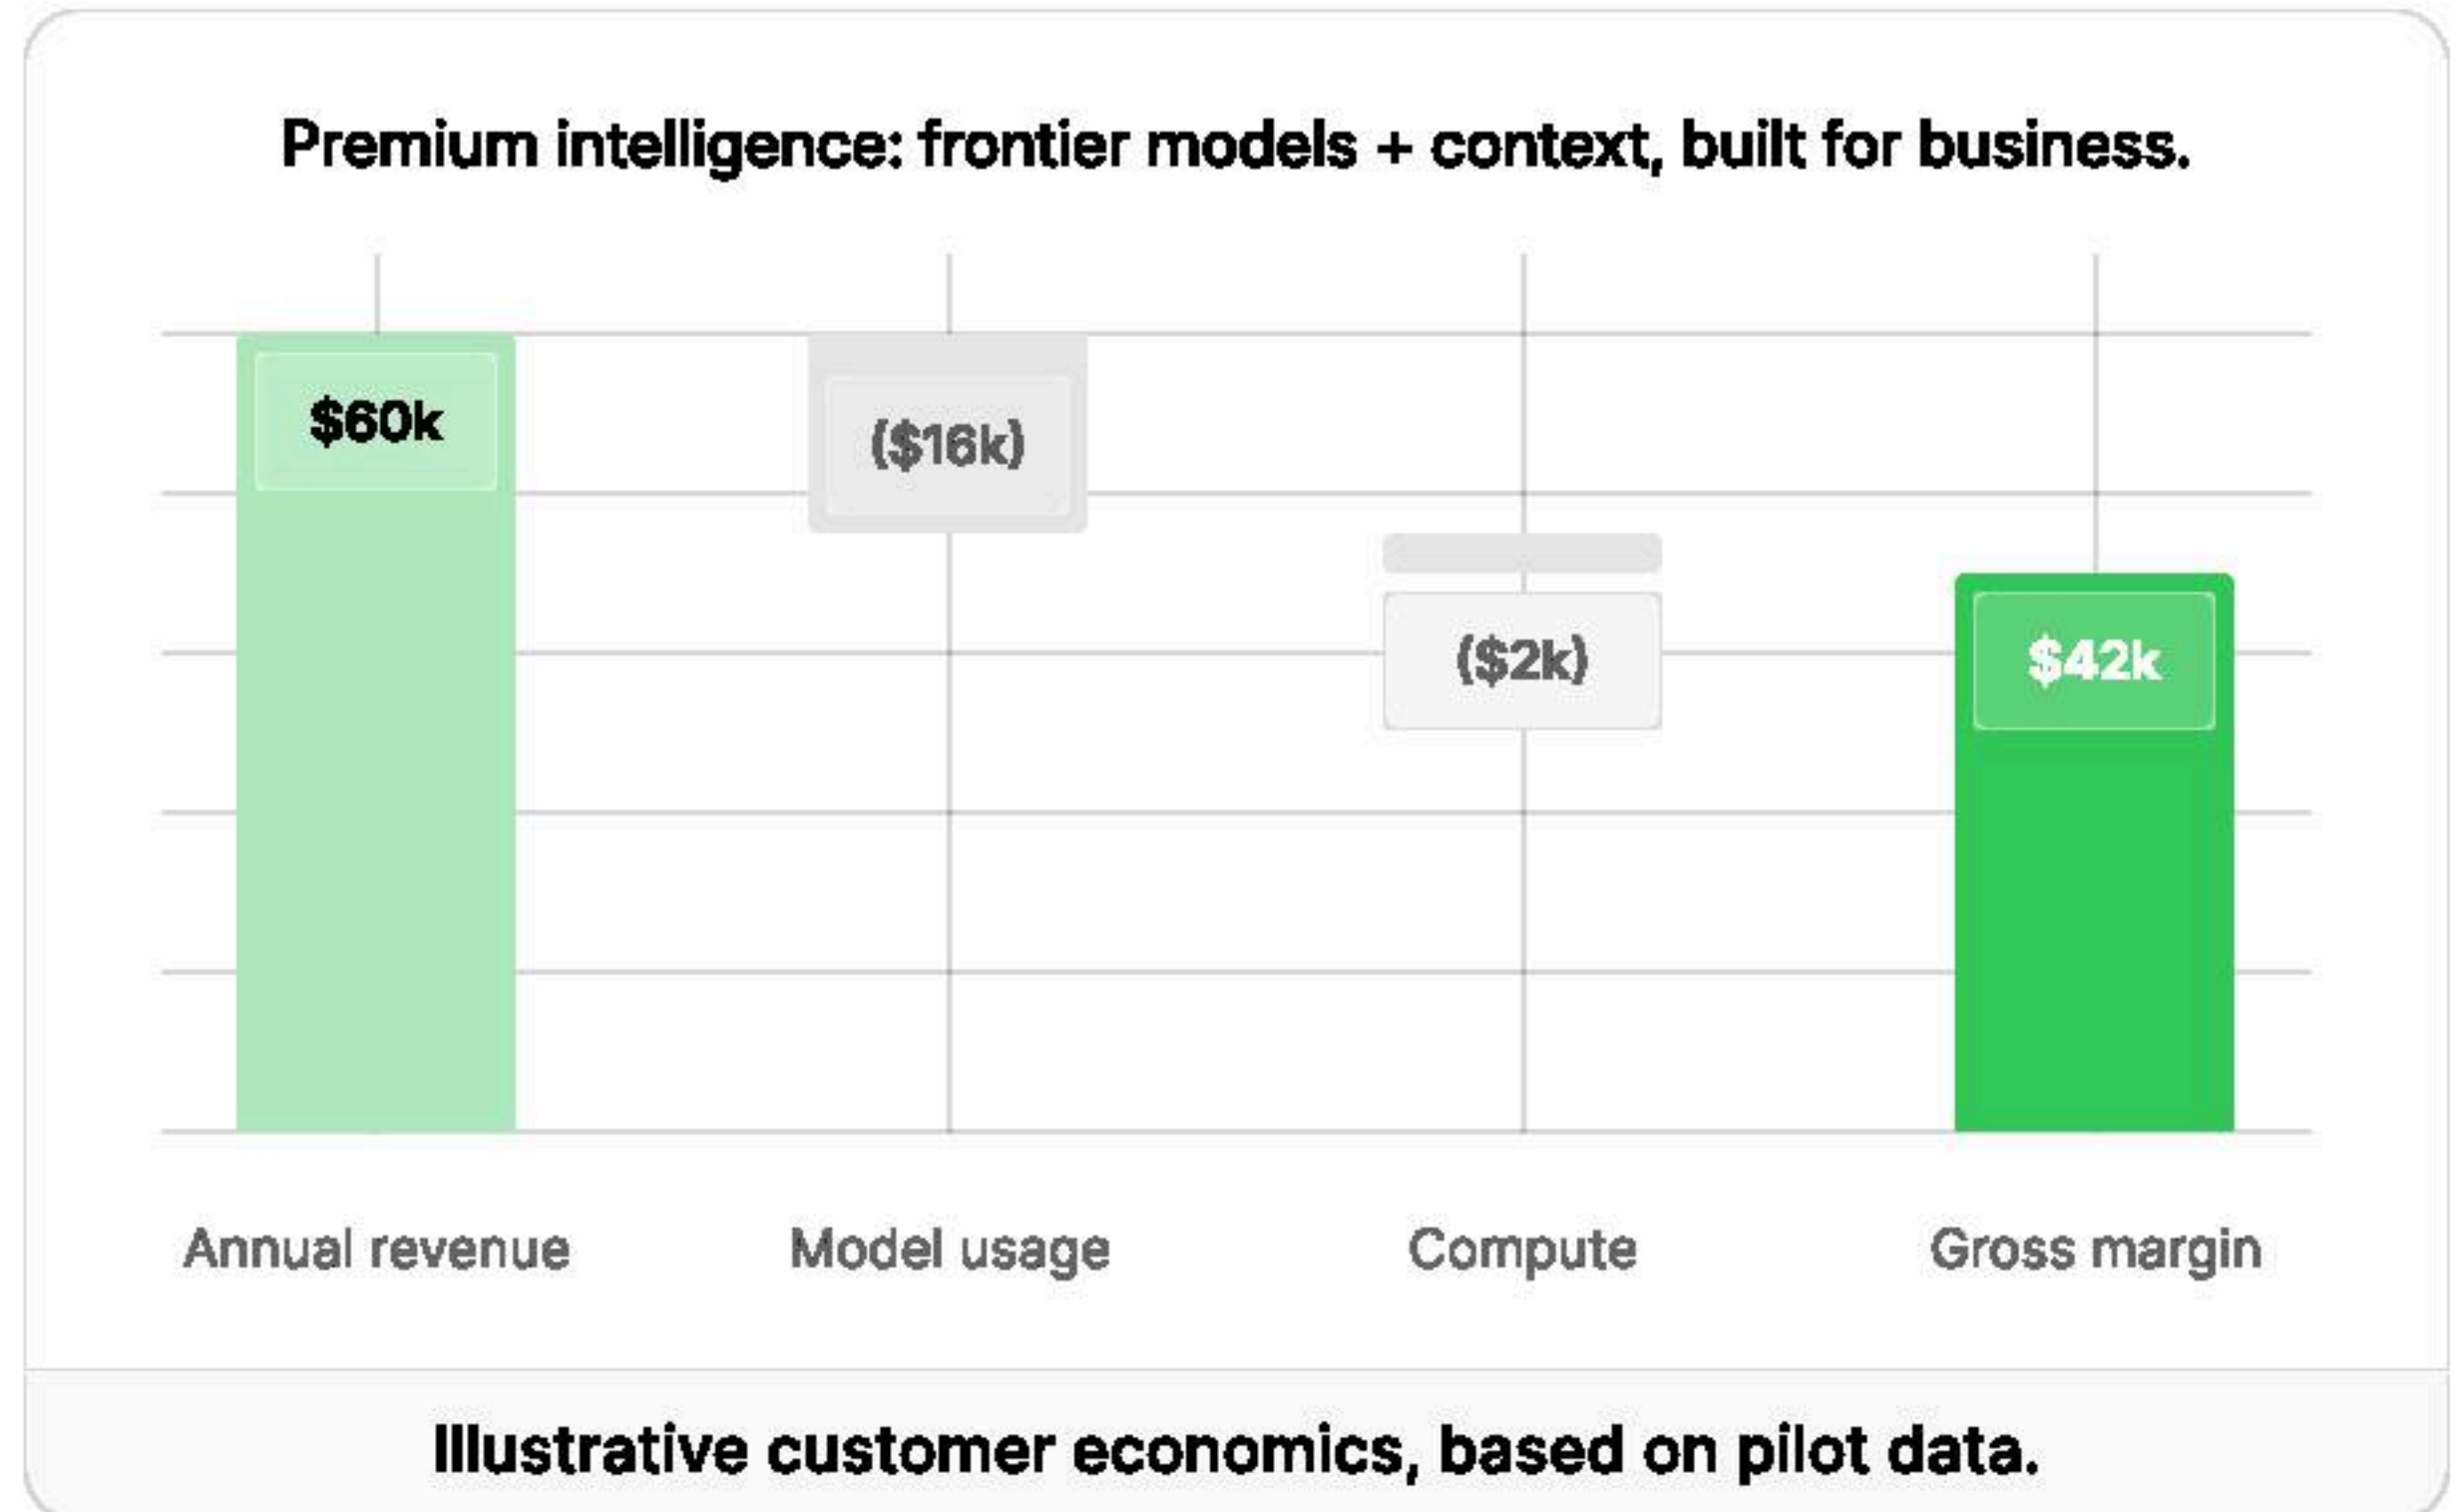 Premium intelligence: frontier models + context, built for business.
$60k
($16k)
($2k)
$42k
Annual revenue
Model usage
Compute
Gross margin
Illustrative customer economics, based on pilot data.